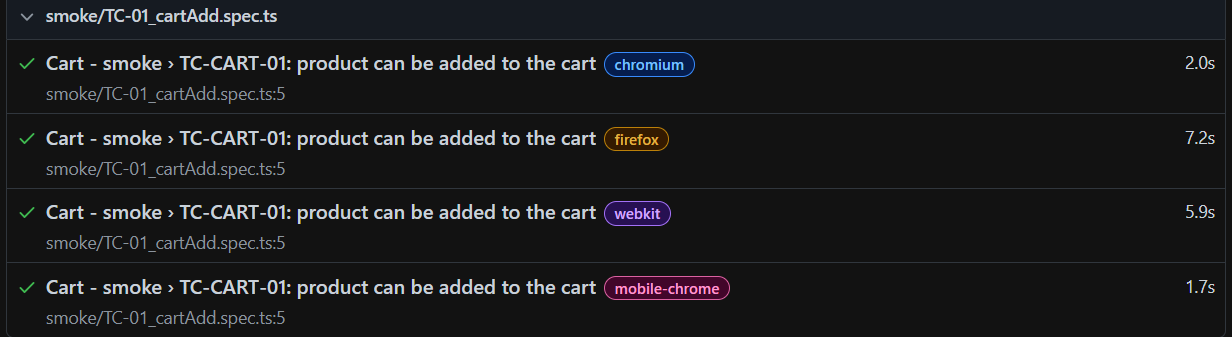 smoke/TC-01_cartAdd.spec.ts
Cart - smoke › TC-CART-01: product can be added to the cart chromium 2.0s
smoke/TC-01_cartAdd.spec.ts:5
Cart - smoke › TC-CART-01: product can be added to the cart firefox 7.2s
smoke/TC-01_cartAdd.spec.ts:5
Cart - smoke › TC-CART-01: product can be added to the cart webkit 5.9s
smoke/TC-01_cartAdd.spec.ts:5
Cart - smoke › TC-CART-01: product can be added to the cart mobile-chrome 1.7s
smoke/TC-01_cartAdd.spec.ts:5